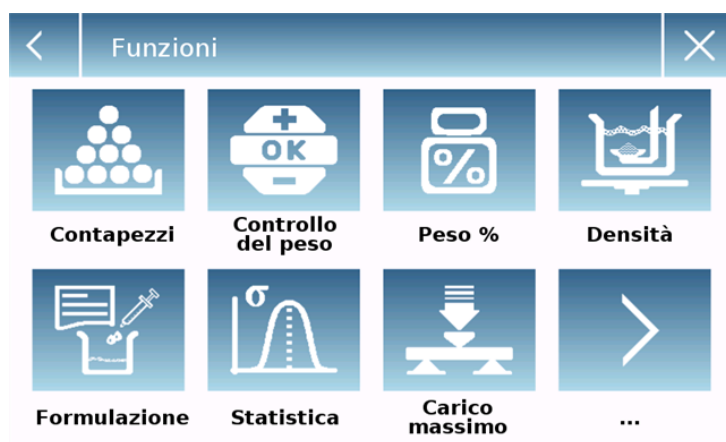 Funzioni
+
OK
-
%
Contapezzi
Controllo
del peso
Peso %
Densità
σ
Formulazione
Statistica
Carico
massimo
...